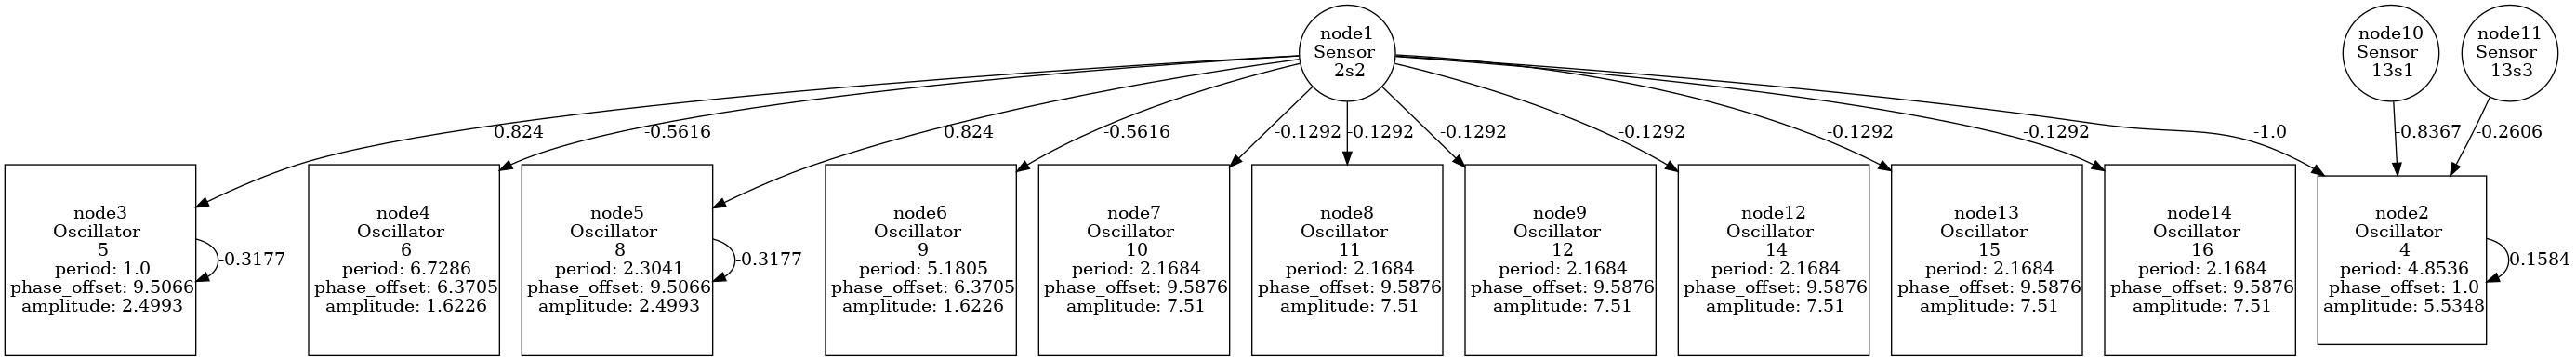 node1
Sensor
2s2
node10
Sensor
13s1
node11
Sensor
13s3
0.824
-0.5616
0.824
-0.5616
-0.1292
-0.1292
-0.1292
-0.1292
-0.1292
-0.1292
-1.0
-0.8367
-0.2606
node3
Oscillator
5
period: 1.0
phase_offset: 9.5066
amplitude: 2.4993
-0.3177
node4
Oscillator
6
period: 6.7286
phase_offset: 6.3705
amplitude: 1.6226
node5
Oscillator
8
period: 2.3041
phase_offset: 9.5066
amplitude: 2.4993
-0.3177
node6
Oscillator
9
period: 5.1805
phase_offset: 6.3705
amplitude: 1.6226
node7
Oscillator
10
period: 2.1684
phase_offset: 9.5876
amplitude: 7.51
node8
Oscillator
11
period: 2.1684
phase_offset: 9.5876
amplitude: 7.51
node9
Oscillator
12
period: 2.1684
phase_offset: 9.5876
amplitude: 7.51
node12
Oscillator
14
period: 2.1684
phase_offset: 9.5876
amplitude: 7.51
node13
Oscillator
15
period: 2.1684
phase_offset: 9.5876
amplitude: 7.51
node14
Oscillator
16
period: 2.1684
phase_offset: 9.5876
amplitude: 7.51
node2
Oscillator
4
period: 4.8536
phase_offset: 1.0
amplitude: 5.5348
0.1584